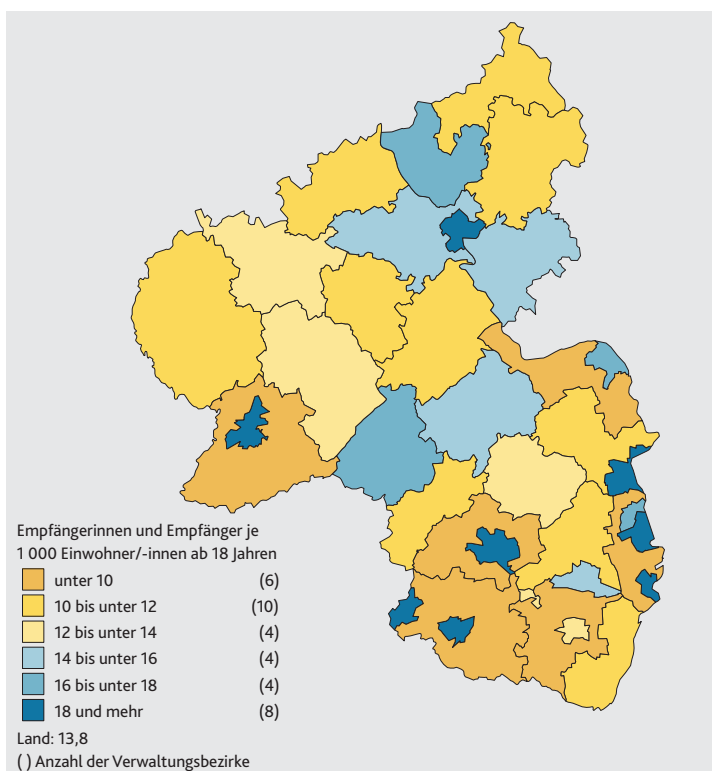 Empfängerinnen und Empfänger je
1 000 Einwohner/-innen ab 18 Jahren
unter 10 (6)
10 bis unter 12 (10)
12 bis unter 14 (4)
14 bis unter 16 (4)
16 bis unter 18 (4)
18 und mehr (8)
Land: 13,8
( ) Anzahl der Verwaltungsbezirke